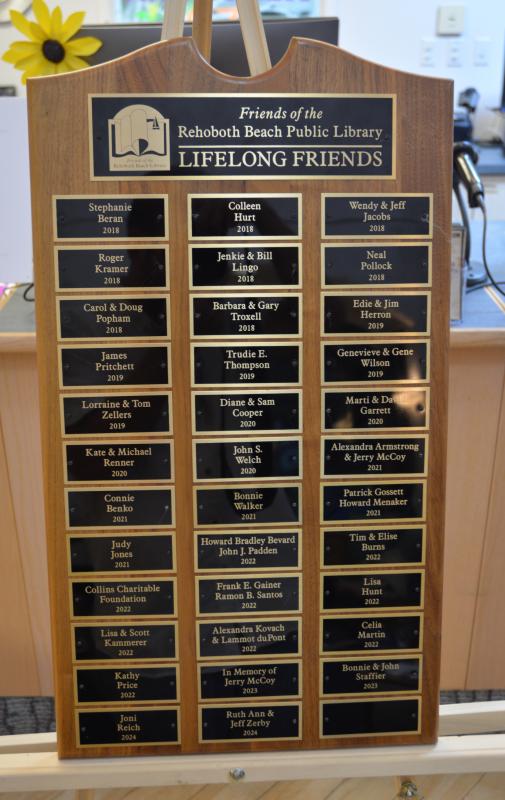 Friends of the
Rehoboth Beach Public Library
LIFELONG FRIENDS
Friends of the
Rehoboth Beach Library
Stephanie
Beran
2018
Colleen
Hurt
2018
Wendy & Jeff
Jacobs
2018
Roger
Kramer
2018
Jenkie & Bill
Lingo
2018
Neal
Pollock
2018
Carol & Doug
Popham
2018
Barbara & Gary
Troxell
2018
Edie & Jim
Herron
2019
James
Pritchett
2019
Trudie E.
Thompson
2019
Genevieve & Gene
Wilson
2019
Lorraine & Tom
Zellers
2019
Diane & Sam
Cooper
2020
Marti &
Garrett
2020
Kate & Michael
Renner
2020
John S.
Welch
2020
Alexandra Armstrong
& Jerry McCoy
2021
Connie
Benko
2021
Bonnie
Walker
2021
Patrick Gossett
Howard Menaker
2021
Judy
Jones
2021
Howard Bradley Bevard
John J. Padden
2022
Tim & Elise
Burns
2022
Collins Charitable
Foundation
2022
Frank E. Gainer
Ramon B. Santos
2022
Lisa
Hunt
2022
Lisa & Scott
Kammerer
2022
Alexandra Kovach
& Lammot duPont
2022
Celia
Martin
2022
Kathy
Price
2022
In Memory of
Jerry McCoy
2023
Bonnie & John
Staffier
2023
Joni
Reich
2024
Ruth Ann &
Jeff Zerby
2024